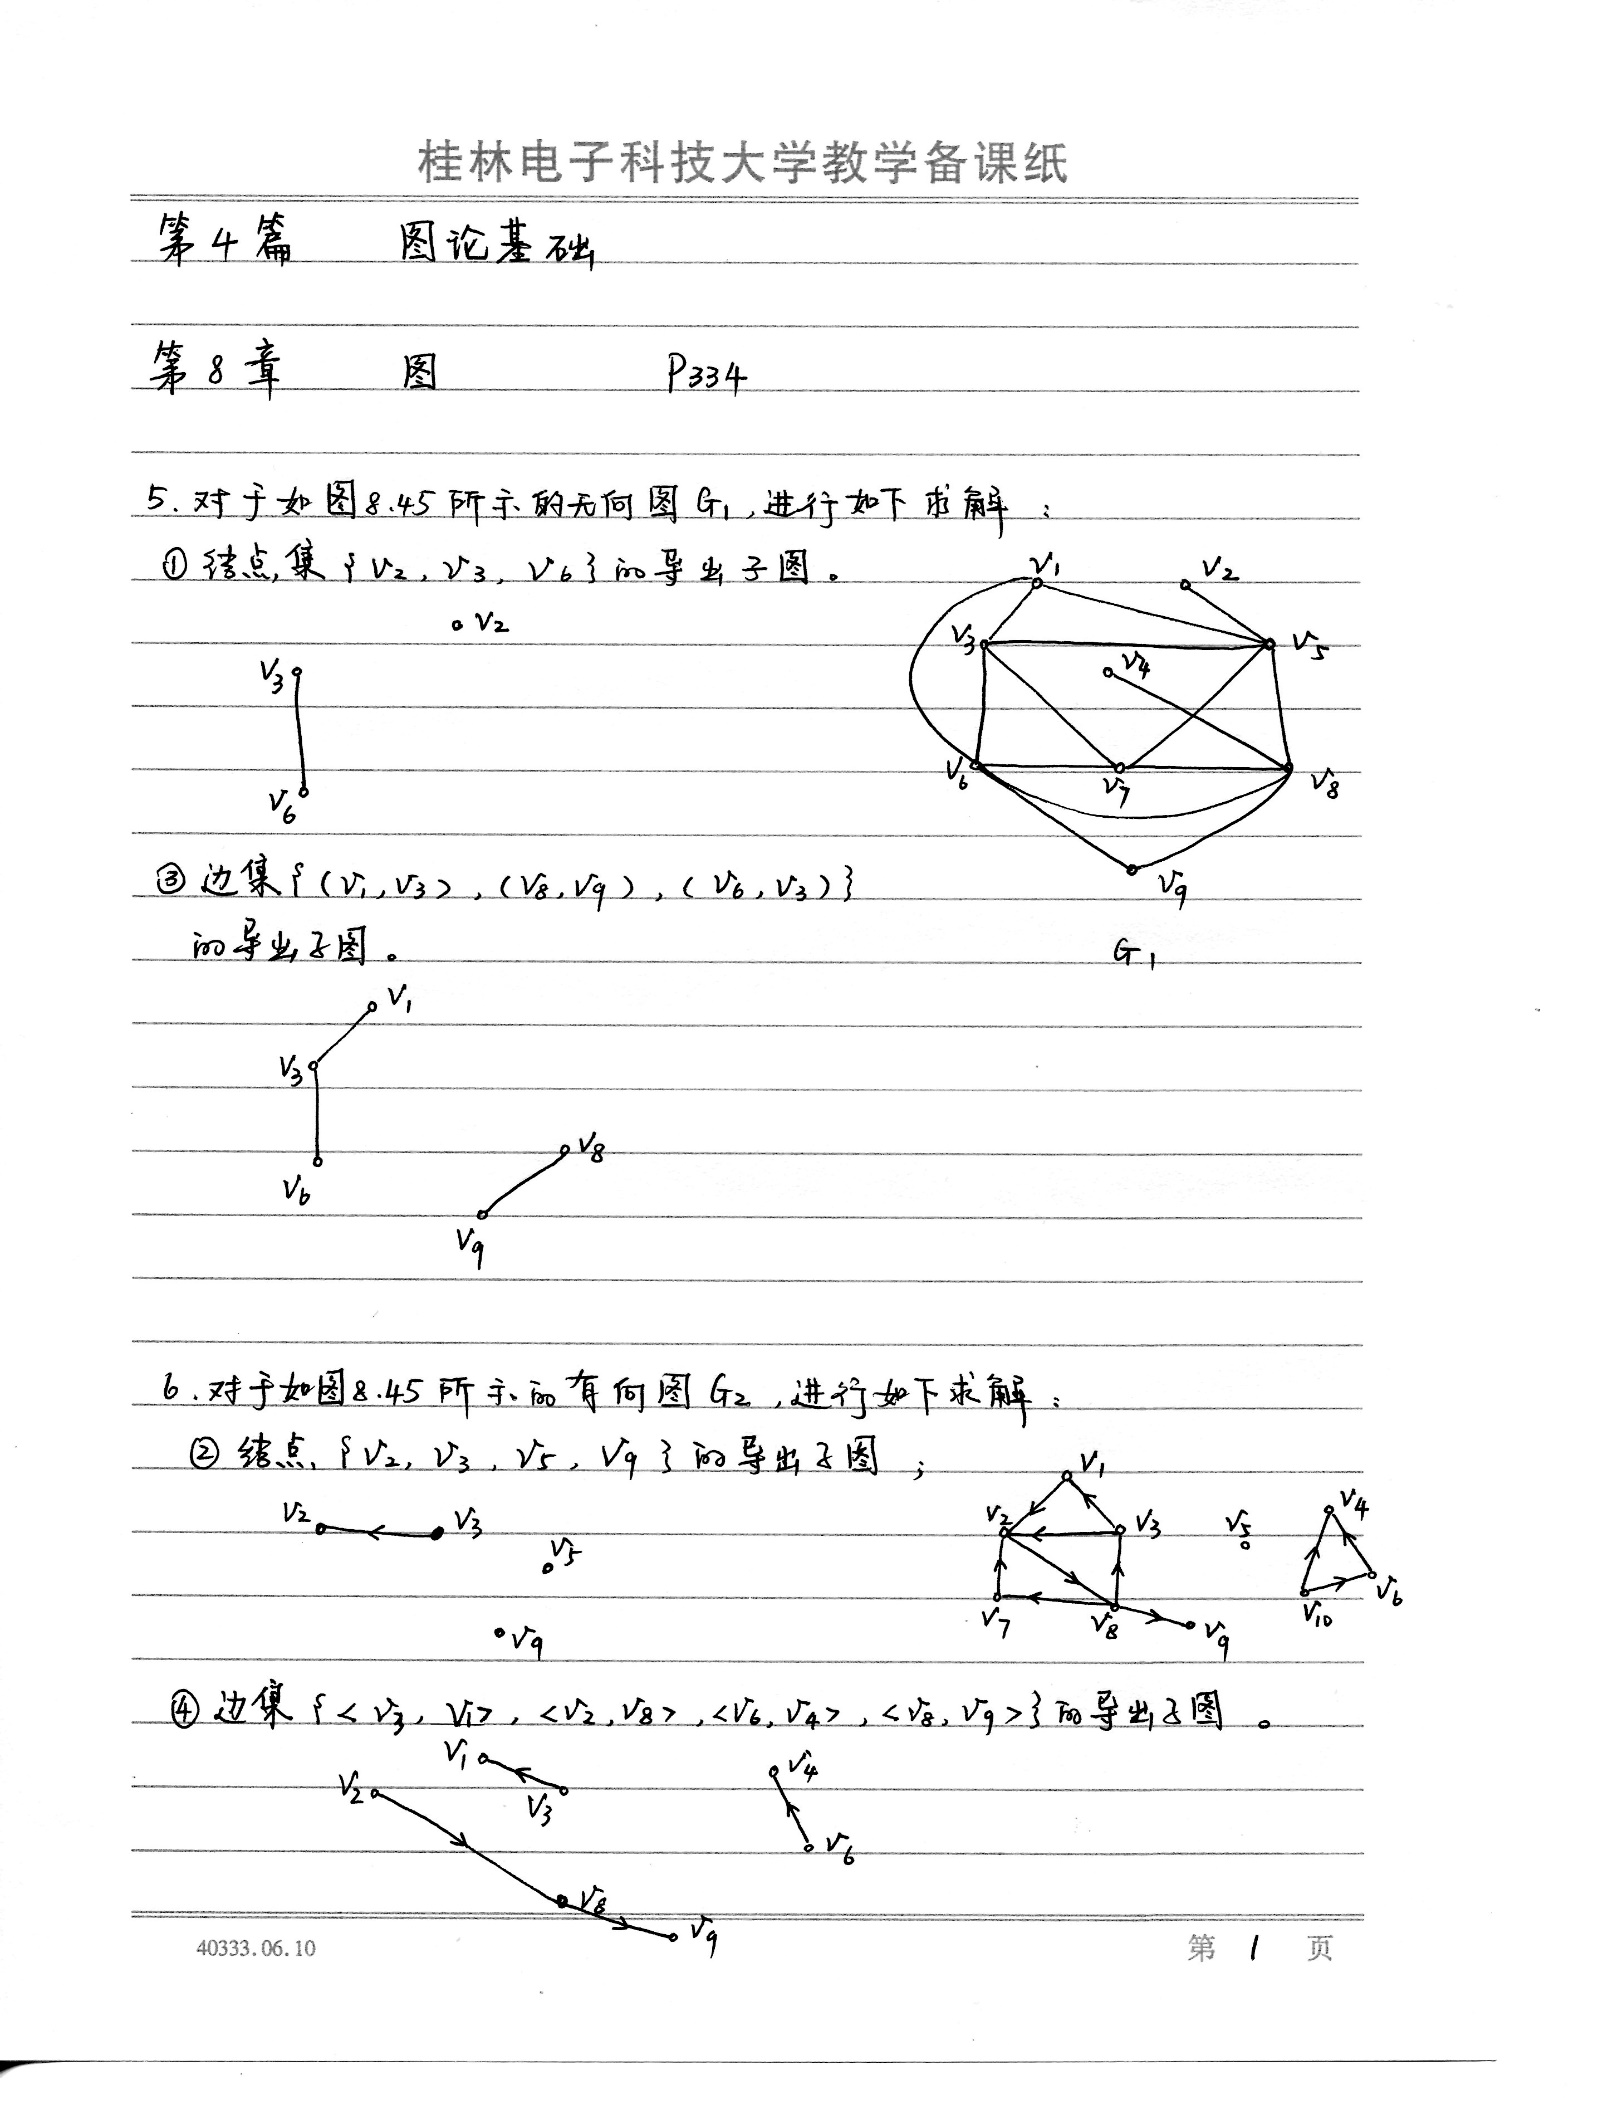 桂林电子科技大学教学备课纸
第4篇 图论基础
第8章 图 P334
5.对于如图8.45所示的无向图G1,进行如下求解:
①结点集{V2,V3,V6}的导出子图。
V1 V2
V2
V3 V5
V4
V3
V6 V7 V8
V6
③边集{(V1,V3),(V8,V9),(V6,V3)}
V9
的导出子图。
G1
V1
V3
V8
V6
V9
6.对于如图8.45所示的有向图G2,进行如下求解:
②结点{V2,V3,V5,V9}的导出子图;
V1
V2 V3
V4
V2 V3 V5
V5
V6
V7 V8 V9 V10
V9
④边集{<V3,V1>,<V2,V8>,<V6,V4>,<V8,V9>}的导出子图。
V1 V4
V2 V3
V6
V8
V9
40333.06.10 第 1 页